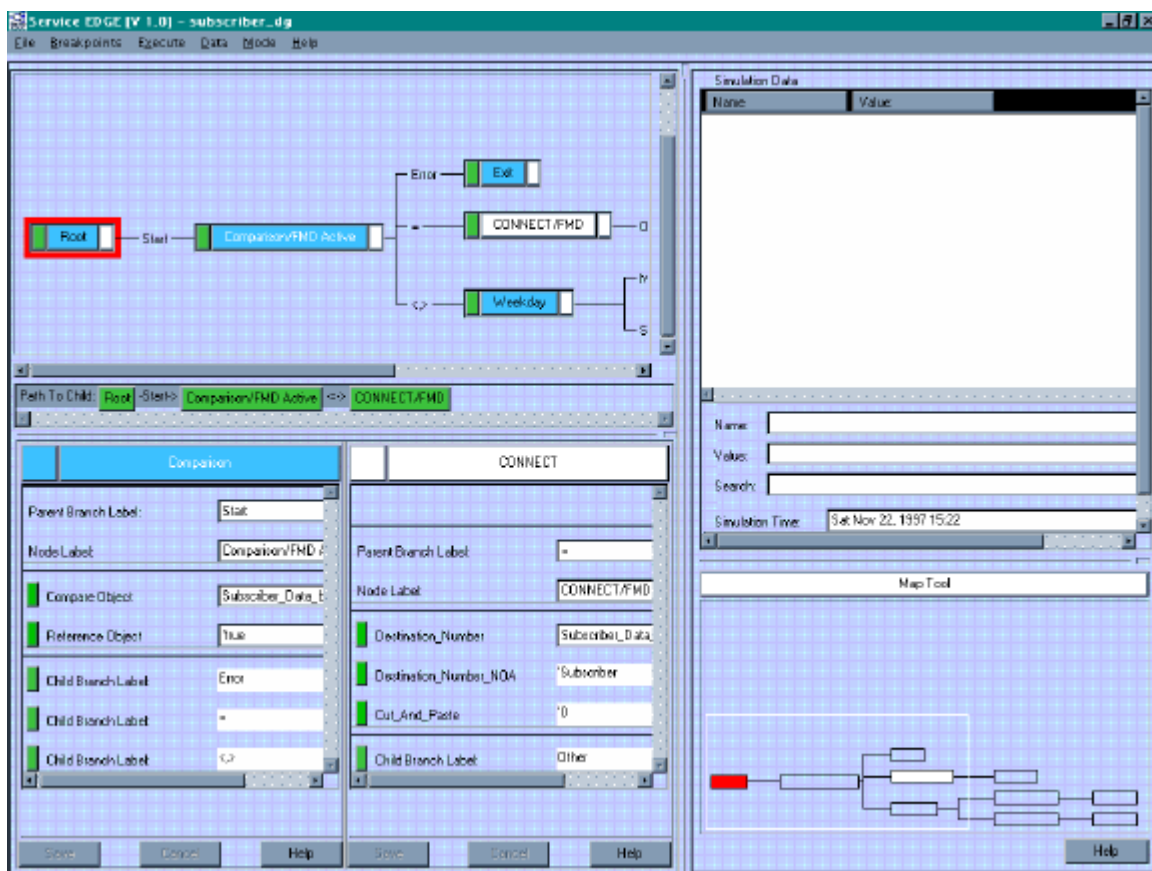 Service EDGE [V 1.0] - subscriber_dg
File Breakpoints Execute Data Mode Help
Error Exit
Root Start Comparison/FMD Active = CONNECT/FMD O
<> Weekday
S
Path To Child: Root -Start-> Comparison/FMD Active <=> CONNECT/FMD
Comparison
Parent Branch Label: Start
Node Label: Comparison/FMD A
Compare Object Subscriber_Data_
Reference Object 'true
Child Branch Label: Error
Child Branch Label: =
Child Branch Label: <>
Save Cancel Help
CONNECT
Parent Branch Label: =
Node Label: CONNECT/FMD
Destination_Number Subscriber_Data_
Destination_Number_NOA 'Subscriber
Cut_And_Paste '0
Child Branch Label: Other
Save Cancel Help
Simulation Data
Name Value
Name:
Value:
Search:
Simulation Time: Sat Nov 22, 1997 15:22
Map Tool
Help